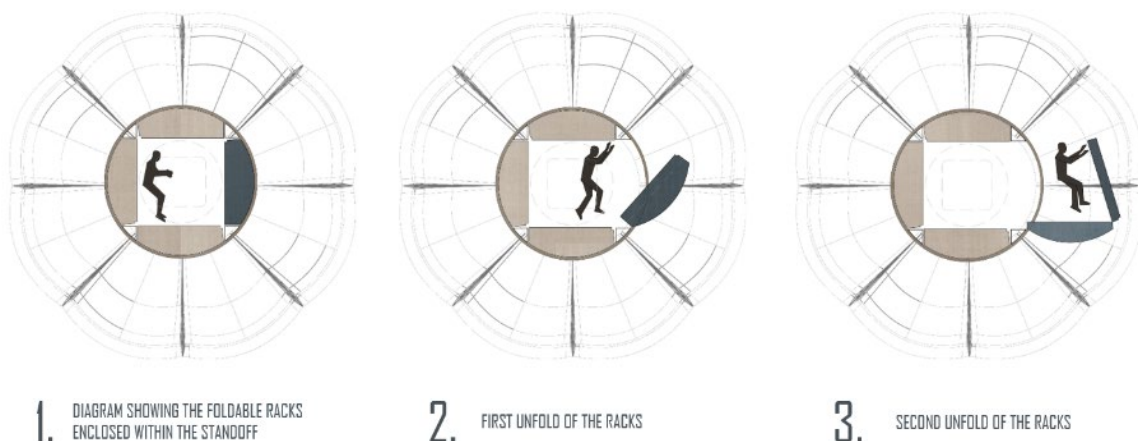 1. DIAGRAM SHOWING THE FOLDABLE RACKS
ENCLOSED WITHIN THE STANDOFF
2. FIRST UNFOLD OF THE RACKS
3. SECOND UNFOLD OF THE RACKS